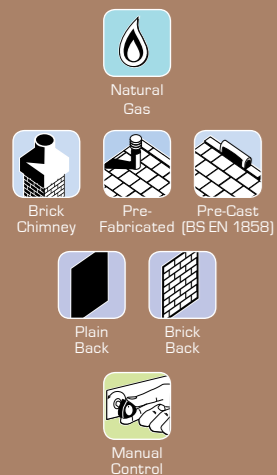 Natural
Gas
Brick Pre- Pre-Cast
Chimney Fabricated (BS EN 1858)
Plain Brick
Back Back
Manual
Control